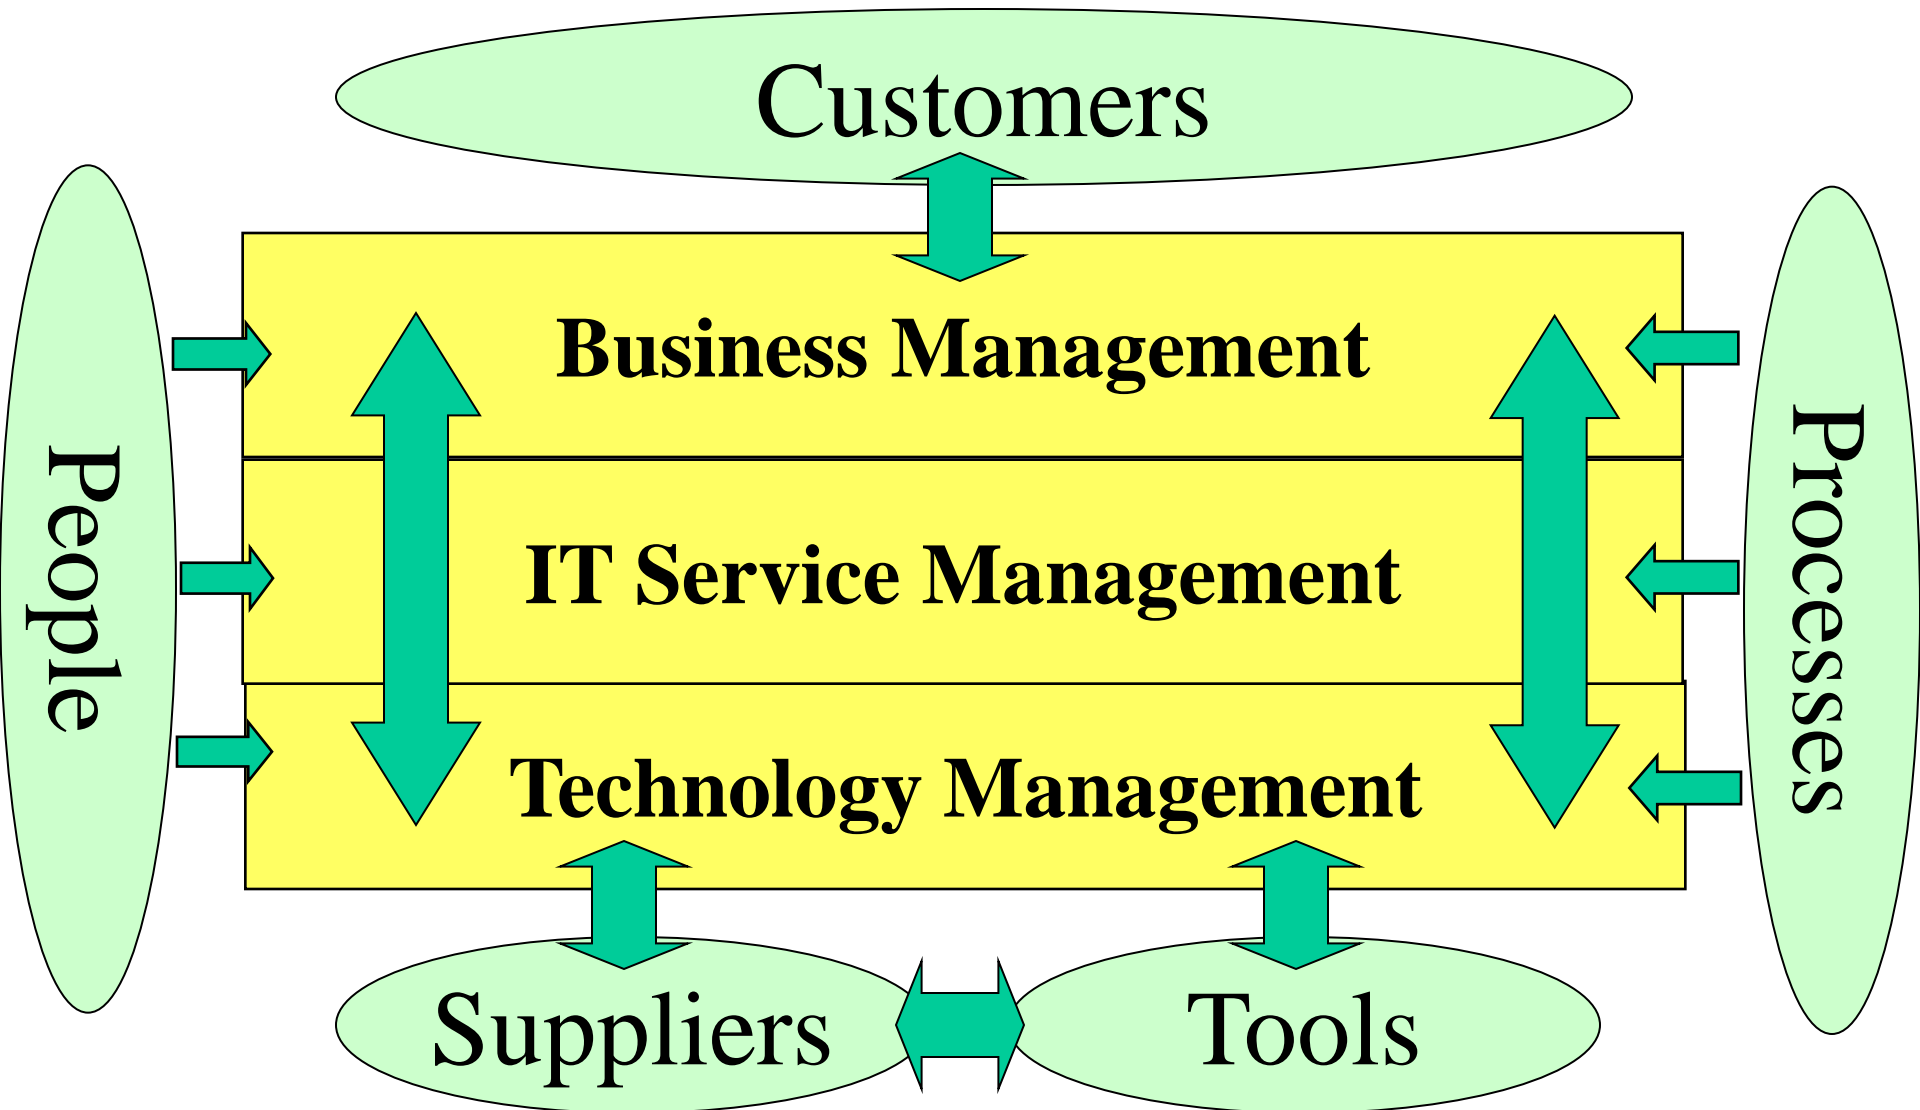 Customers
People
Business Management
IT Service Management
Technology Management
Processes
Suppliers
Tools